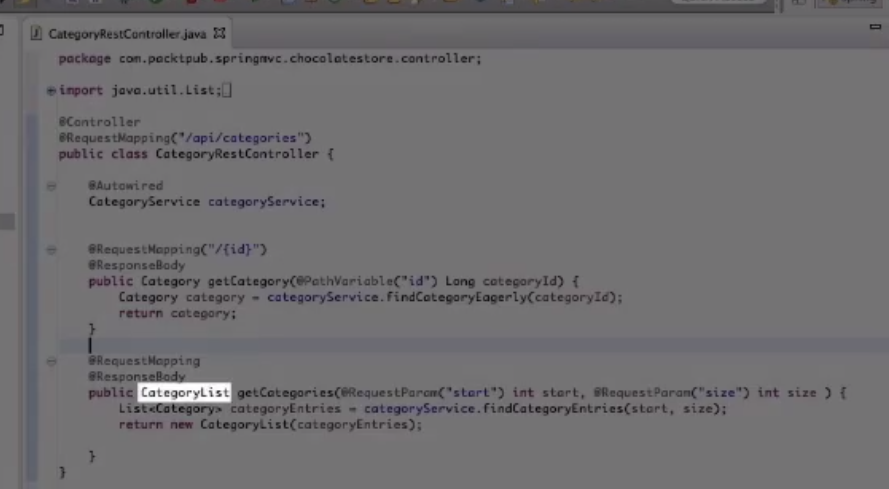 CategoryRestController.java
package com.packtpub.springmvc.chocolatestore.controller;
import java.util.List;
@Controller
@RequestMapping("/api/categories")
public class CategoryRestController {
@Autowired
CategoryService categoryService;
@RequestMapping("/{id}")
@ResponseBody
public Category getCategory(@PathVariable("id") Long categoryId) {
Category category = categoryService.findCategoryEagerly(categoryId);
return category;
}
@RequestMapping
@ResponseBody
public CategoryList getCategories(@RequestParam("start") int start, @RequestParam("size") int size ) {
List<Category> categoryEntries = categoryService.findCategoryEntries(start, size);
return new CategoryList(categoryEntries);
}
}